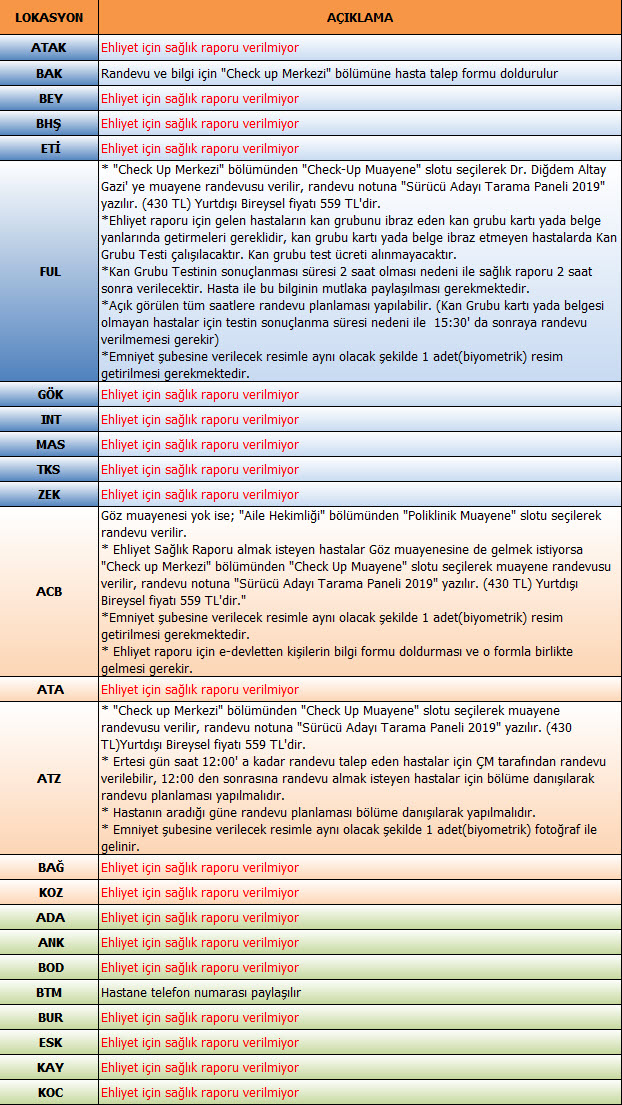 LOKASYON AÇIKLAMA
ATAK Ehliyet için sağlık raporu verilmiyor
BAK Randevu ve bilgi için "Check up Merkezi" bölümüne hasta talep formu doldurulur
BEY Ehliyet için sağlık raporu verilmiyor
BHŞ Ehliyet için sağlık raporu verilmiyor
ETİ Ehliyet için sağlık raporu verilmiyor
FUL
* "Check Up Merkezi" bölümünden "Check-Up Muayene" slotu seçilerek Dr. Diğdem Altay
Gazi' ye muayene randevusu verilir, randevu notuna "Sürücü Adayı Tarama Paneli 2019"
yazılır. (430 TL) Yurtdışı Bireysel fiyatı 559 TL'dir.
*Ehliyet raporu için gelen hastaların kan grubunu ibraz eden kan grubu kartı yada belge
yanlarında getirmeleri gereklidir, kan grubu kartı yada belge ibraz etmeyen hastalarda Kan
Grubu Testi çalışılacaktır. Kan grubu test ücreti alınmayacaktır.
*Kan Grubu Testinin sonuçlanması süresi 2 saat olması nedeni ile sağlık raporu 2 saat
sonra verilecektir. Hasta ile bu bilginin mutlaka paylaşılması gerekmektedir.
*Açık görülen tüm saatlere randevu planlaması yapılabilir. (Kan Grubu kartı yada belgesi
olmayan hastalar için testin sonuçlanma süresi nedeni ile 15:30' da sonraya randevu
verilmemesi gerekir)
*Emniyet şubesine verilecek resimle aynı olacak şekilde 1 adet(biyometrik) resim
getirilmesi gerekmektedir.
GÖK Ehliyet için sağlık raporu verilmiyor
INT Ehliyet için sağlık raporu verilmiyor
MAS Ehliyet için sağlık raporu verilmiyor
TKS Ehliyet için sağlık raporu verilmiyor
ZEK Ehliyet için sağlık raporu verilmiyor
ACB
Göz muayenesi yok ise; "Aile Hekimliği" bölümünden "Poliklinik Muayene" slotu seçilerek
randevu verilir.
* Ehliyet Sağlık Raporu almak isteyen hastalar Göz muayenesine de gelmek istiyorsa
"Check up Merkezi" bölümünden "Check Up Muayene" slotu seçilerek muayene randevusu
verilir, randevu notuna "Sürücü Adayı Tarama Paneli 2019" yazılır. (430 TL) Yurtdışı
Bireysel fiyatı 559 TL'dir."
*Emniyet şubesine verilecek resimle aynı olacak şekilde 1 adet(biyometrik) resim
getirilmesi gerekmektedir.
* Ehliyet raporu için e-devletten kişilerin bilgi formu doldurması ve o formla birlikte
gelmesi gerekir.
ATA Ehliyet için sağlık raporu verilmiyor
ATZ
* "Check up Merkezi" bölümünden "Check Up Muayene" slotu seçilerek muayene
randevusu verilir, randevu notuna "Sürücü Adayı Tarama Paneli 2019" yazılır. (430
TL)Yurtdışı Bireysel fiyatı 559 TL'dir.
* Ertesi gün saat 12:00' a kadar randevu talep eden hastalar için ÇM tarafından randevu
verilebilir, 12:00 den sonrasına randevu almak isteyen hastalar için bölüme danışılarak
randevu planlaması yapılmalıdır.
* Hastanın aradığı güne randevu planlaması bölüme danışılarak yapılmalıdır.
* Emniyet şubesine verilecek resimle aynı olacak şekilde 1 adet(biyometrik) fotoğraf ile
gelinir.
BAĞ Ehliyet için sağlık raporu verilmiyor
KOZ Ehliyet için sağlık raporu verilmiyor
ADA Ehliyet için sağlık raporu verilmiyor
ANK Ehliyet için sağlık raporu verilmiyor
BOD Ehliyet için sağlık raporu verilmiyor
BTM Hastane telefon numarası paylaşılır
BUR Ehliyet için sağlık raporu verilmiyor
ESK Ehliyet için sağlık raporu verilmiyor
KAY Ehliyet için sağlık raporu verilmiyor
KOC Ehliyet için sağlık raporu verilmiyor